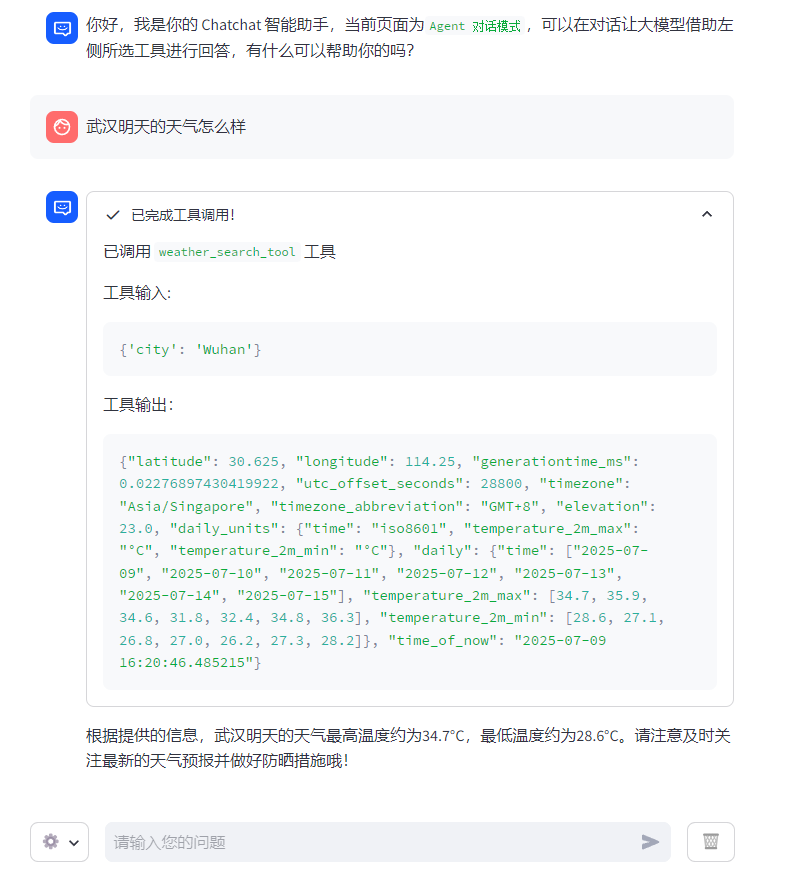 你好，我是你的 Chatchat 智能助手，当前页面为 Agent 对话模式 ，可以在对话让大模型借助左
侧所选工具进行回答，有什么可以帮助你的吗？
武汉明天的天气怎么样
已完成工具调用！
已调用 weather_search_tool 工具
工具输入:
{'city': 'Wuhan'}
工具输出:
{"latitude": 30.625, "longitude": 114.25, "generationtime_ms":
0.02276897430419922, "utc_offset_seconds": 28800, "timezone":
"Asia/Singapore", "timezone_abbreviation": "GMT+8", "elevation":
23.0, "daily_units": {"time": "iso8601", "temperature_2m_max":
"°C", "temperature_2m_min": "°C"}, "daily": {"time": ["2025-07-
09", "2025-07-10", "2025-07-11", "2025-07-12", "2025-07-13",
"2025-07-14", "2025-07-15"], "temperature_2m_max": [34.7, 35.9,
34.6, 31.8, 32.4, 34.8, 36.3], "temperature_2m_min": [28.6, 27.1,
26.8, 27.0, 26.2, 27.3, 28.2]}, "time_of_now": "2025-07-09
16:20:46.485215"}
根据提供的信息，武汉明天的天气最高温度约为34.7°C，最低温度约为28.6°C。请注意及时关
注最新的天气预报并做好防晒措施哦！
请输入您的问题